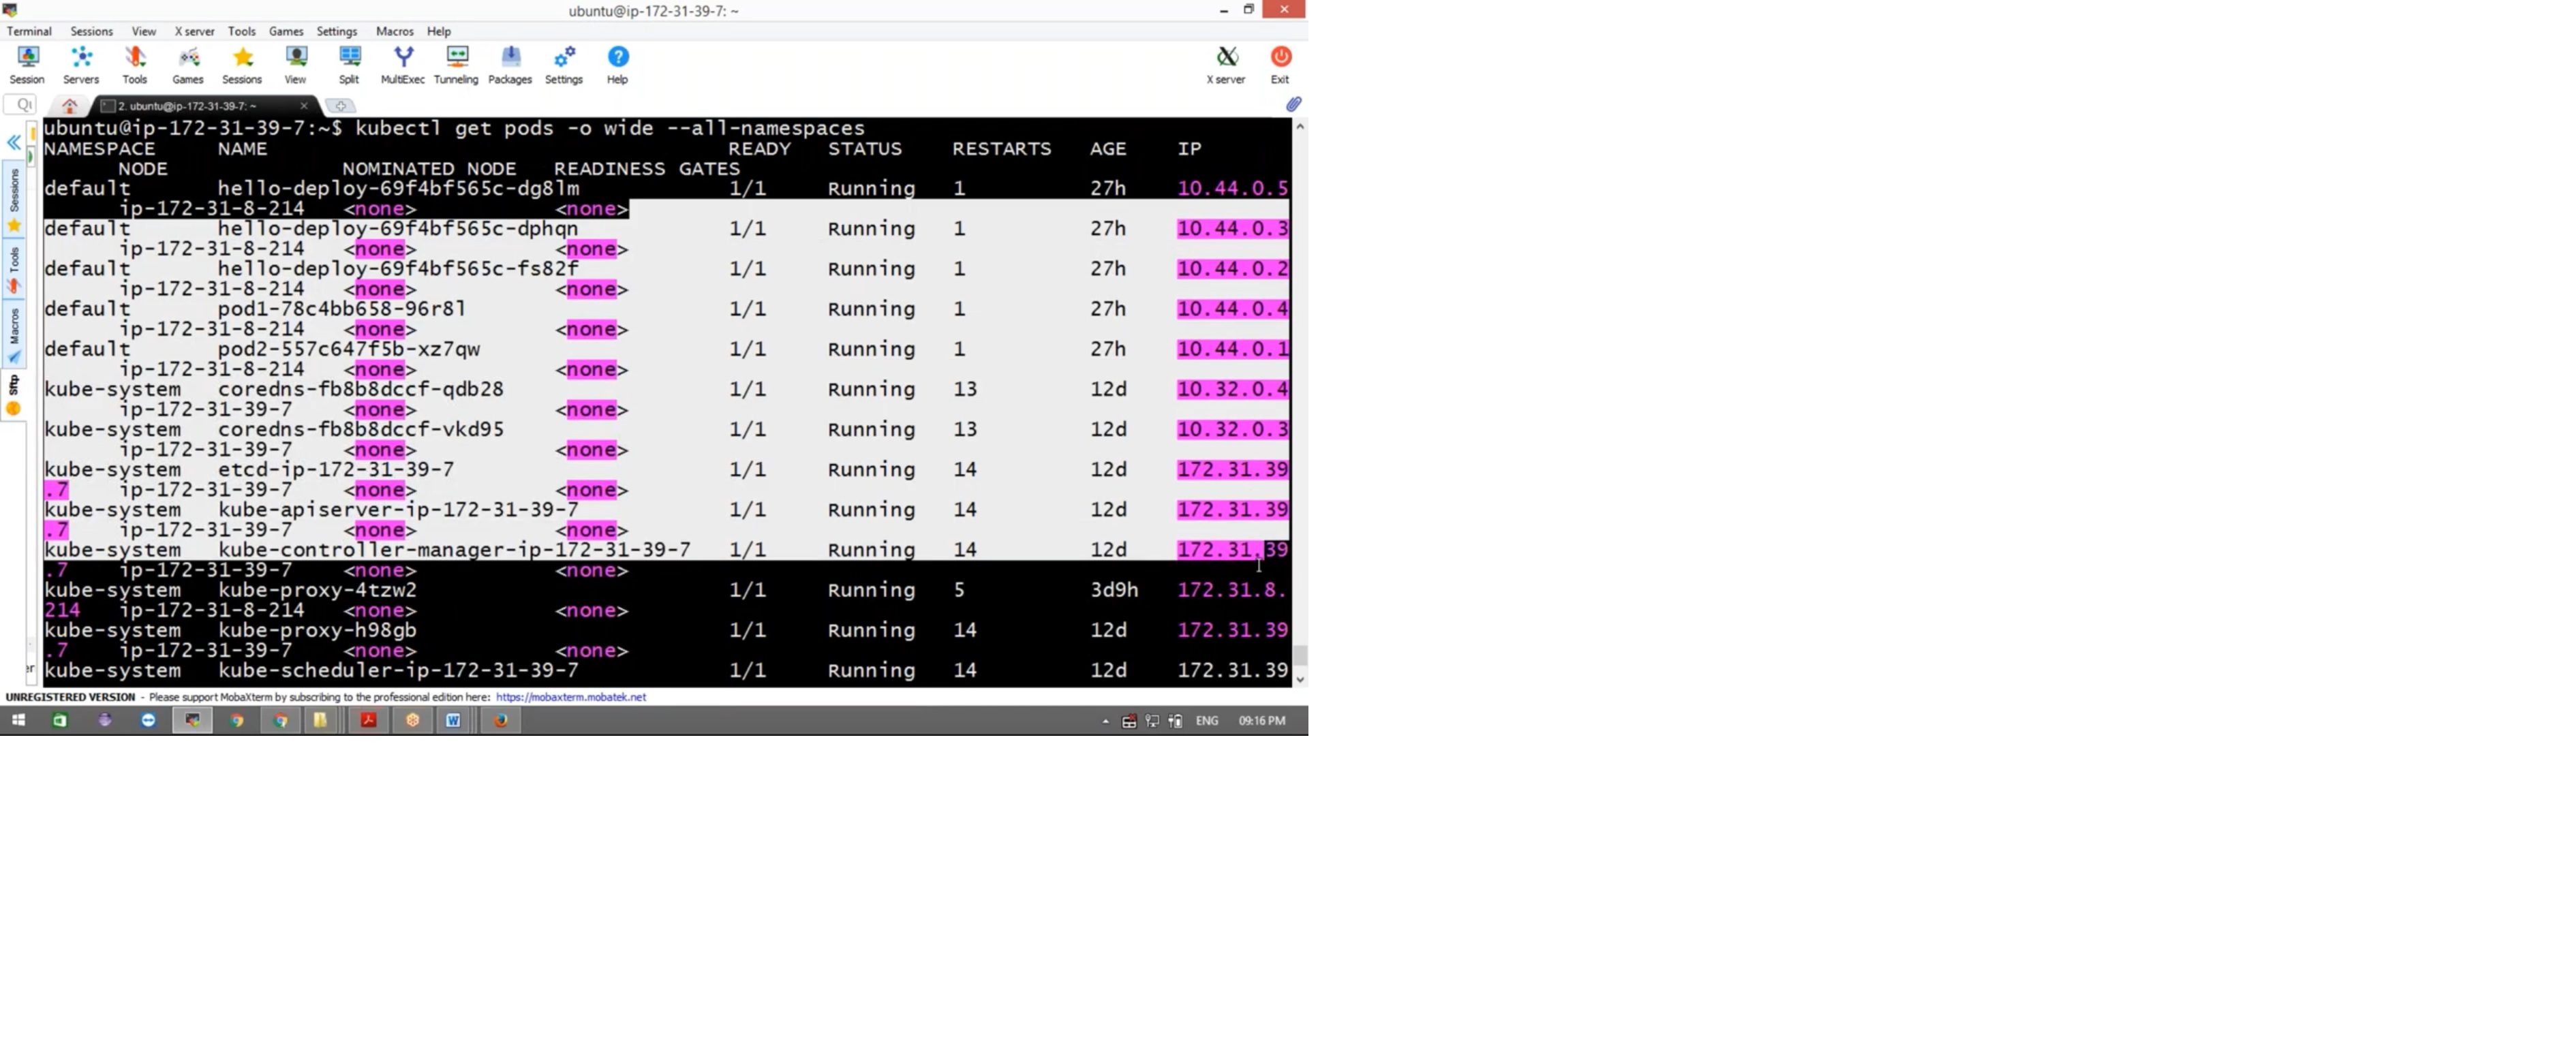 ubuntu@ip-172-31-39-7: ~
Terminal Sessions View X server Tools Games Settings Macros Help
Session Servers Tools Games Sessions View Split MultiExec Tunneling Packages Settings Help X server Exit
2. ubuntu@ip-172-31-39-7: ~
ubuntu@ip-172-31-39-7:~$ kubectl get pods -o wide --all-namespaces
NAMESPACE NAME READY STATUS RESTARTS AGE IP
NODE NOMINATED NODE READINESS GATES
default hello-deploy-69f4bf565c-dg8lm 1/1 Running 1 27h 10.44.0.5
ip-172-31-8-214 <none> <none>
default hello-deploy-69f4bf565c-dphqn 1/1 Running 1 27h 10.44.0.3
ip-172-31-8-214 <none> <none>
default hello-deploy-69f4bf565c-fs82f 1/1 Running 1 27h 10.44.0.2
ip-172-31-8-214 <none> <none>
default pod1-78c4bb658-96r8l 1/1 Running 1 27h 10.44.0.4
ip-172-31-8-214 <none> <none>
default pod2-557c647f5b-xz7qw 1/1 Running 1 27h 10.44.0.1
ip-172-31-8-214 <none> <none>
kube-system coredns-fb8b8dccf-qdb28 1/1 Running 13 12d 10.32.0.4
ip-172-31-39-7 <none> <none>
kube-system coredns-fb8b8dccf-vkd95 1/1 Running 13 12d 10.32.0.3
ip-172-31-39-7 <none> <none>
kube-system etcd-ip-172-31-39-7 1/1 Running 14 12d 172.31.39
.7 ip-172-31-39-7 <none> <none>
kube-system kube-apiserver-ip-172-31-39-7 1/1 Running 14 12d 172.31.39
.7 ip-172-31-39-7 <none> <none>
kube-system kube-controller-manager-ip-172-31-39-7 1/1 Running 14 12d 172.31.39
.7 ip-172-31-39-7 <none> <none>
kube-system kube-proxy-4tzw2 1/1 Running 5 3d9h 172.31.8.
214 ip-172-31-8-214 <none> <none>
kube-system kube-proxy-h98gb 1/1 Running 14 12d 172.31.39
.7 ip-172-31-39-7 <none> <none>
kube-system kube-scheduler-ip-172-31-39-7 1/1 Running 14 12d 172.31.39
Sessions
Tools
Macros
Sftp
UNREGISTERED VERSION - Please support MobaXterm by subscribing to the professional edition here: https://mobaxterm.mobatek.net
ENG 09:16 PM